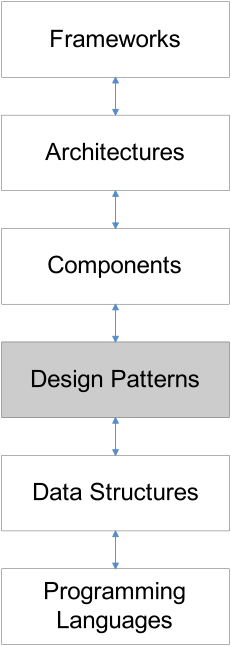 Frameworks
Architectures
Components
Design Patterns
Data Structures
Programming
Languages